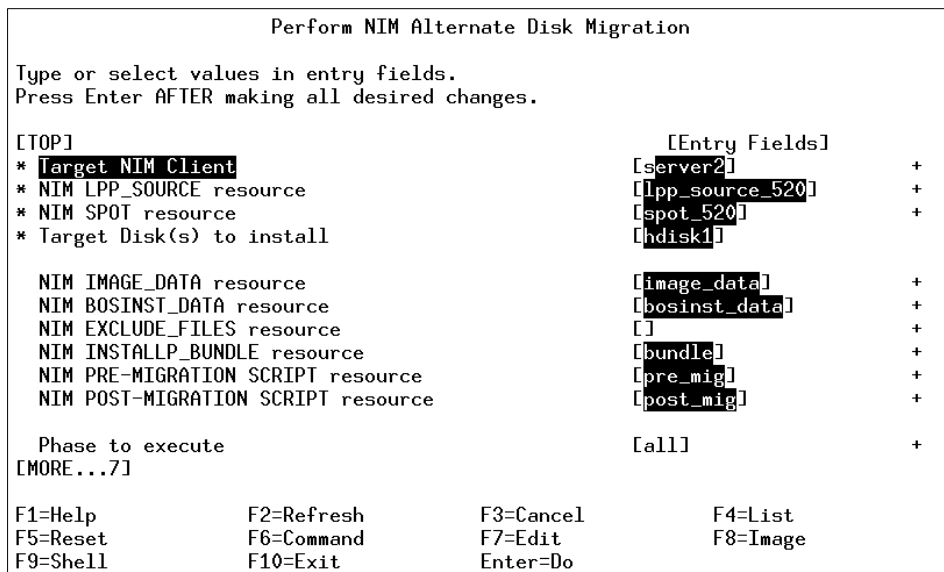 Perform NIM Alternate Disk Migration
Type or select values in entry fields.
Press Enter AFTER making all desired changes.
[TOP] [Entry Fields]
* Target NIM Client [server2] +
* NIM LPP_SOURCE resource [lpp_source_520] +
* NIM SPOT resource [spot_520] +
* Target Disk(s) to install [hdisk1]
NIM IMAGE_DATA resource [image_data] +
NIM BOSINST_DATA resource [bosinst_data] +
NIM EXCLUDE_FILES resource [] +
NIM INSTALLP_BUNDLE resource [bundle] +
NIM PRE-MIGRATION SCRIPT resource [pre_mig] +
NIM POST-MIGRATION SCRIPT resource [post_mig] +
Phase to execute [all] +
[MORE...7]
F1=Help F2=Refresh F3=Cancel F4=List
F5=Reset F6=Command F7=Edit F8=Image
F9=Shell F10=Exit Enter=Do